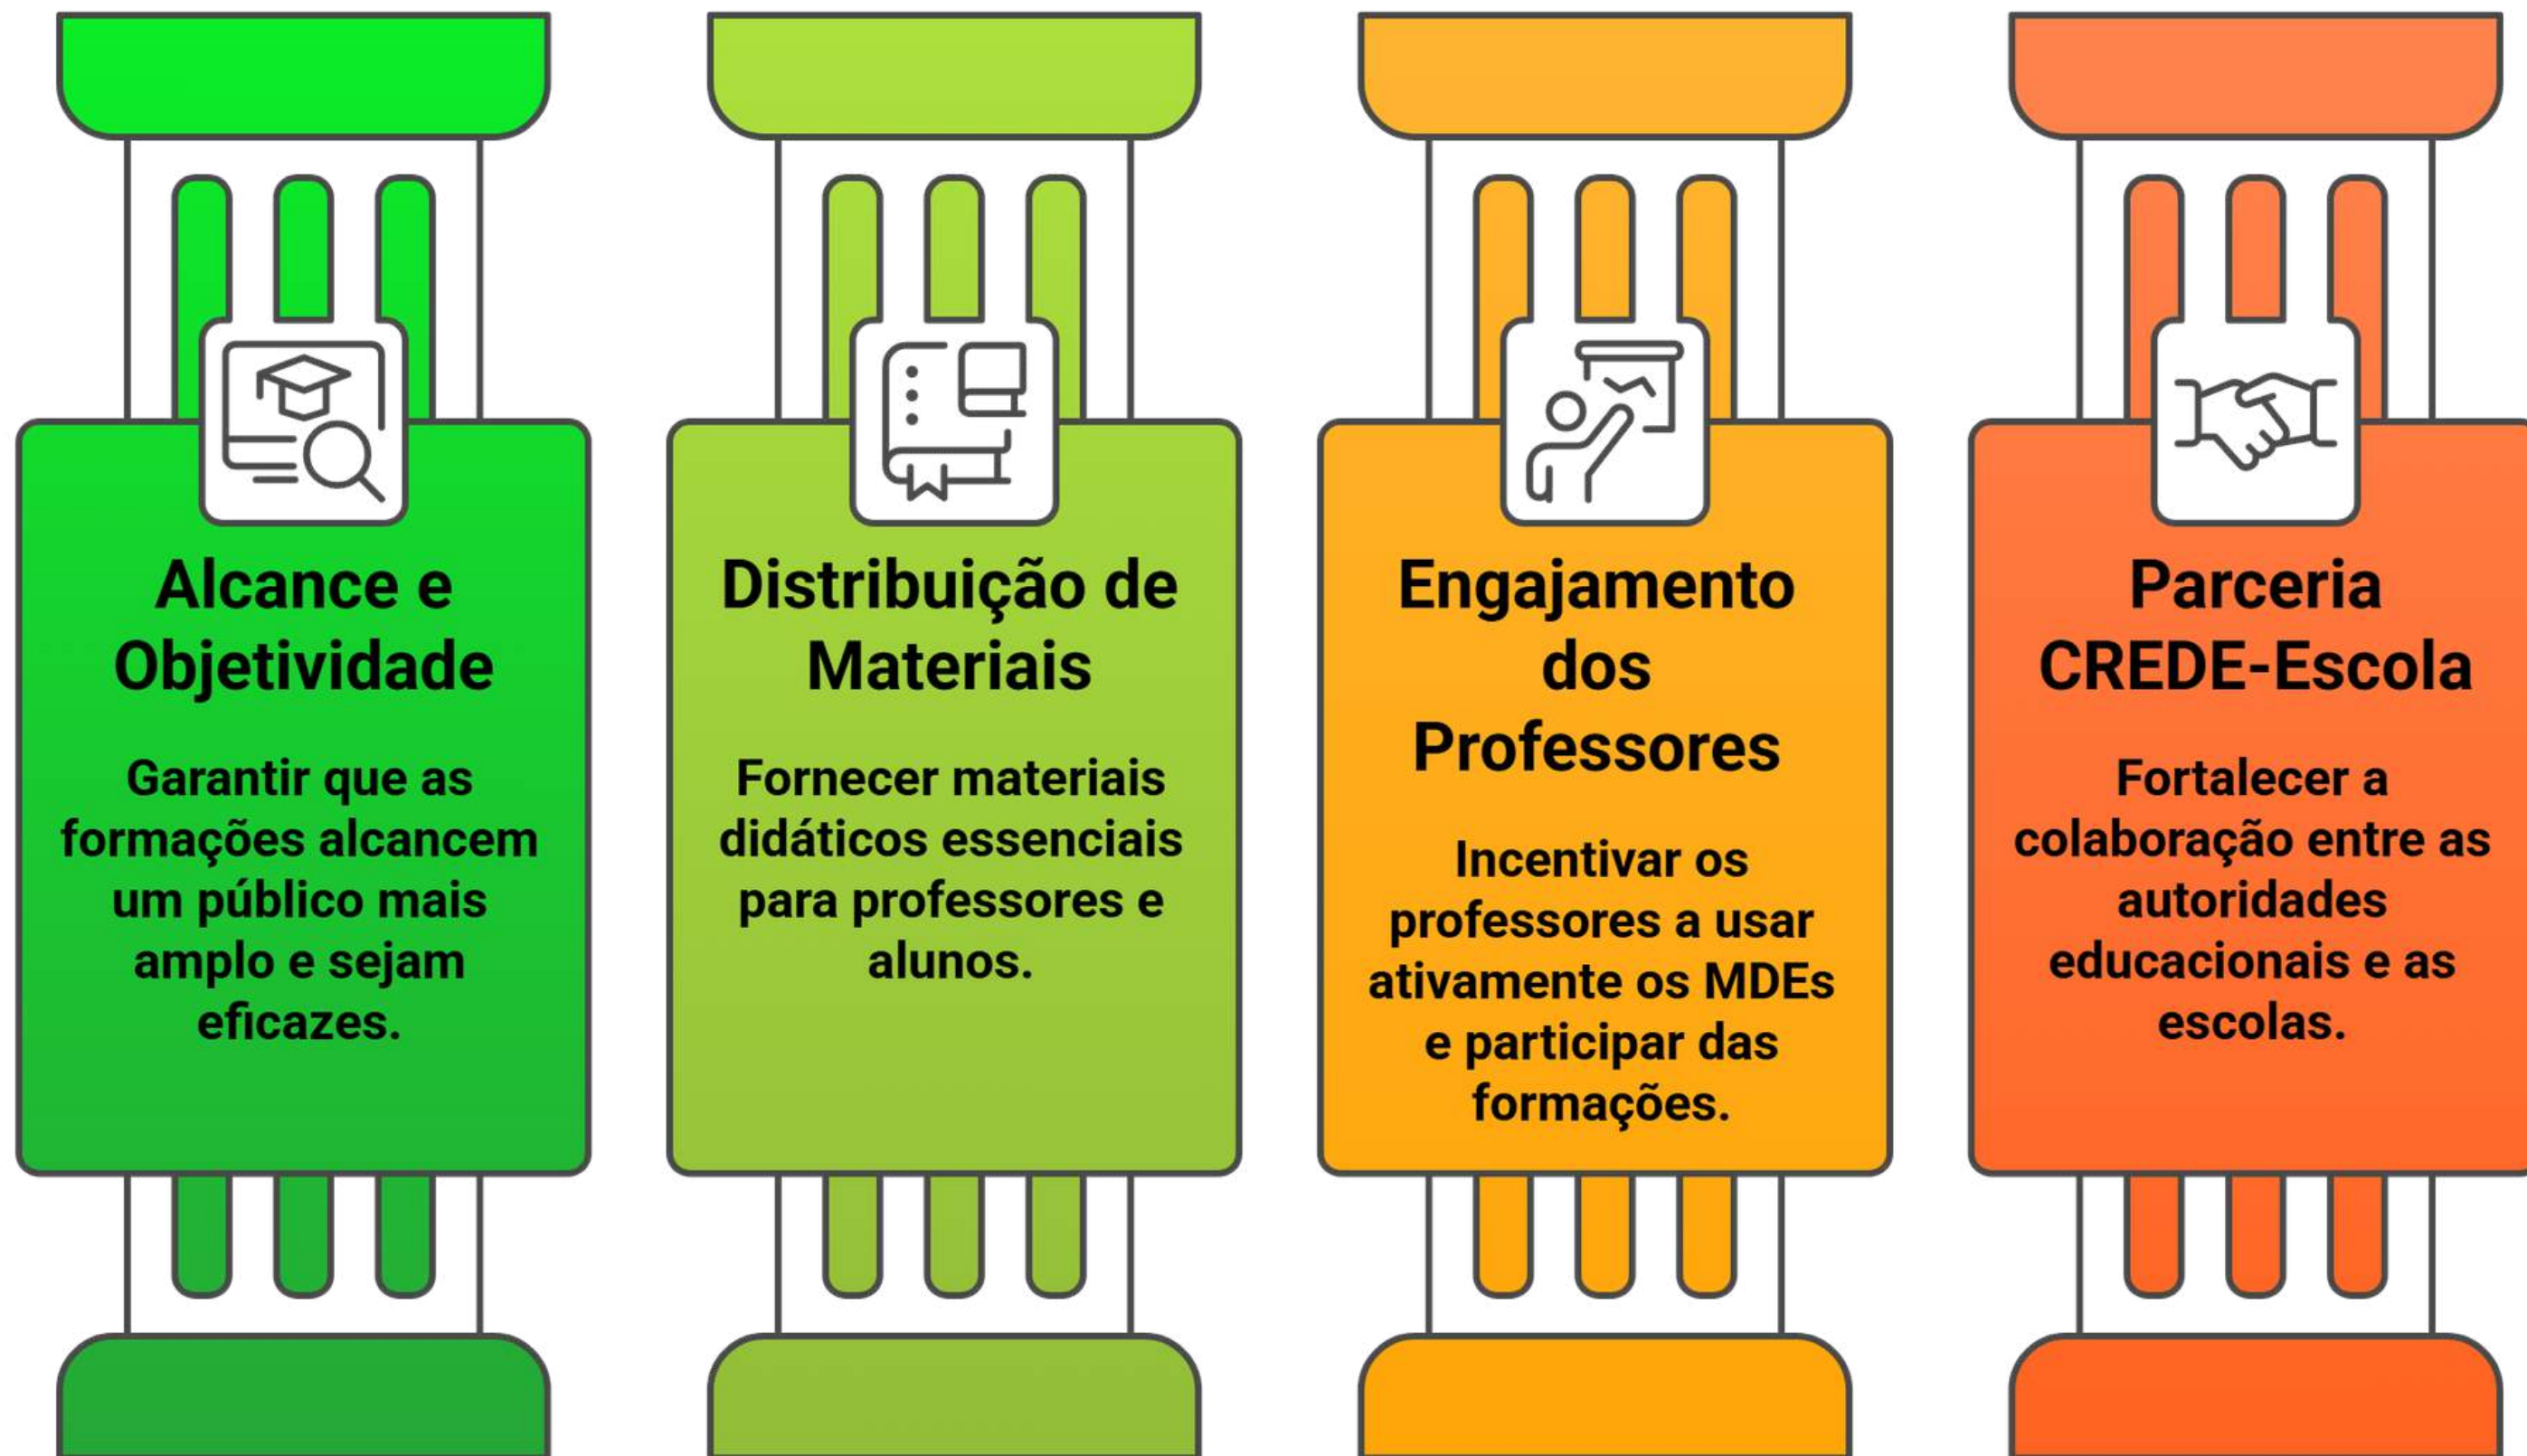 Alcance e
Objetividade
Garantir que as
formações alcancem
um público mais
amplo e sejam
eficazes.
Distribuição de
Materiais
Fornecer materiais
didáticos essenciais
para professores e
alunos.
Engajamento
dos
Professores
Incentivar os
professores a usar
ativamente os MDEs
e participar das
formações.
Parceria
CREDE-Escola
Fortalecer a
colaboração entre as
autoridades
educacionais e as
escolas.